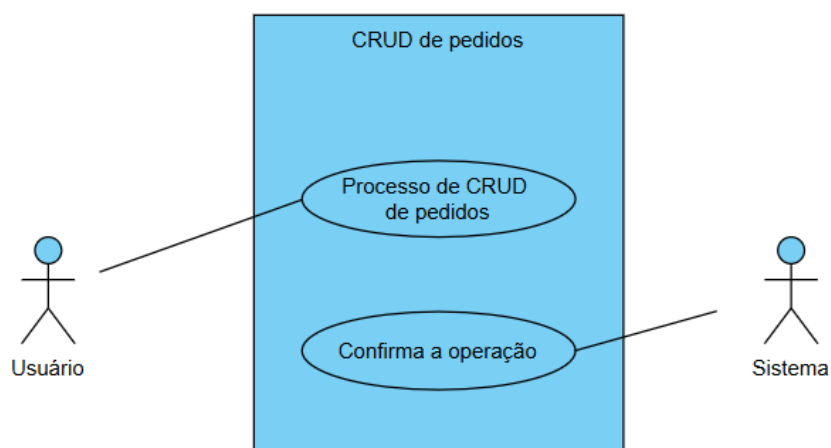 CRUD de pedidos
Processo de CRUD
de pedidos
Confirma a operação
Usuário
Sistema